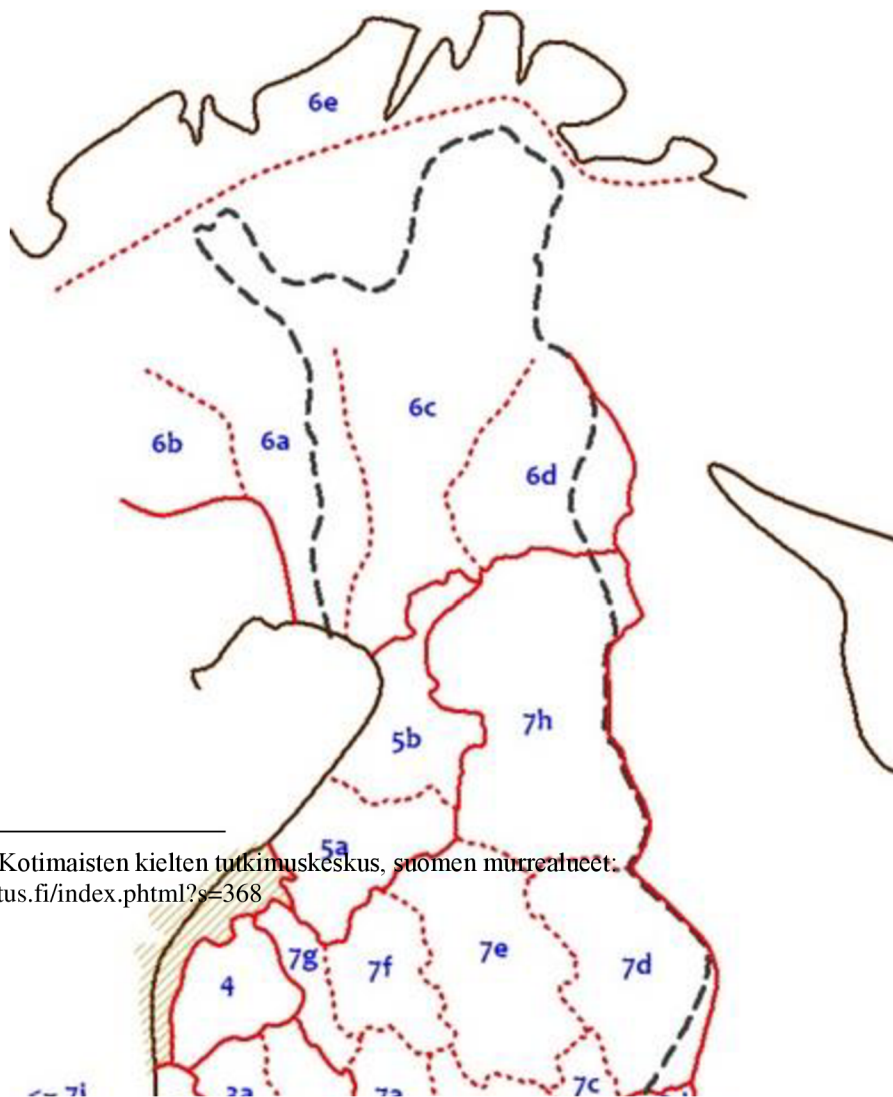 6e
6c
6b
6a
6d
7h
5b
5a
Kotimaisten kielten tutkimuskeskus, suomen murrealueet:
tus.fi/index.phtml?s=368
7e
7g
7f
7d
4
7c